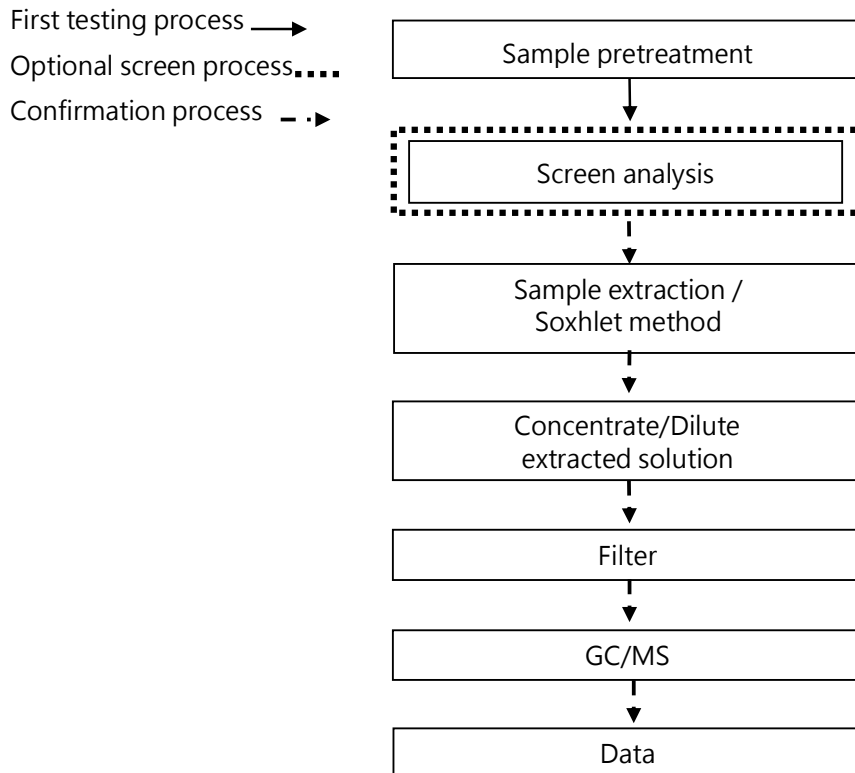 First testing process
Optional screen process
Confirmation process
Sample pretreatment
Screen analysis
Sample extraction /
Soxhlet method
Concentrate/Dilute
extracted solution
Filter
GC/MS
Data